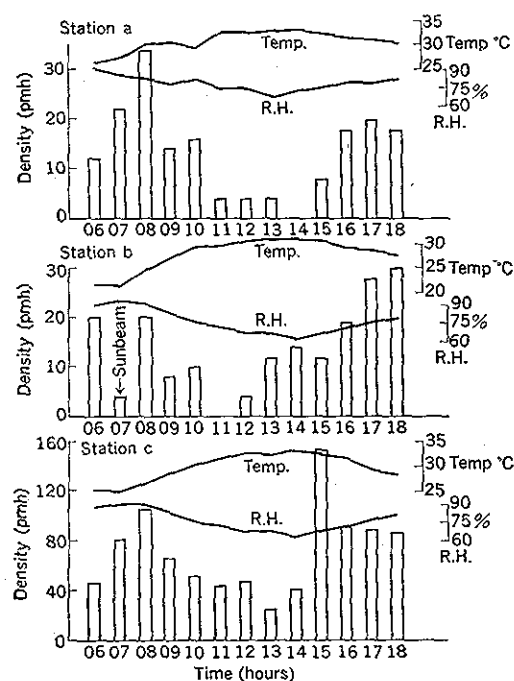 Station a
35
30 Temp °C
25
Temp.
90
75%
60
R.H.
R.H.
Density (pmh)
30
20
10
0
06 07 08 09 10 11 12 13 14 15 16 17 18
Station b
30
25 Temp °C
20
Temp.
90
75%
60
R.H.
R.H.
Density (pmh)
30
20
10
0
←Sunbeam
06 07 08 09 10 11 12 13 14 15 16 17 18
Station c
35
30 Temp °C
25
Temp.
90
75%
60
R.H.
R.H.
Density (pmh)
160
120
80
40
0
06 07 08 09 10 11 12 13 14 15 16 17 18
Time (hours)